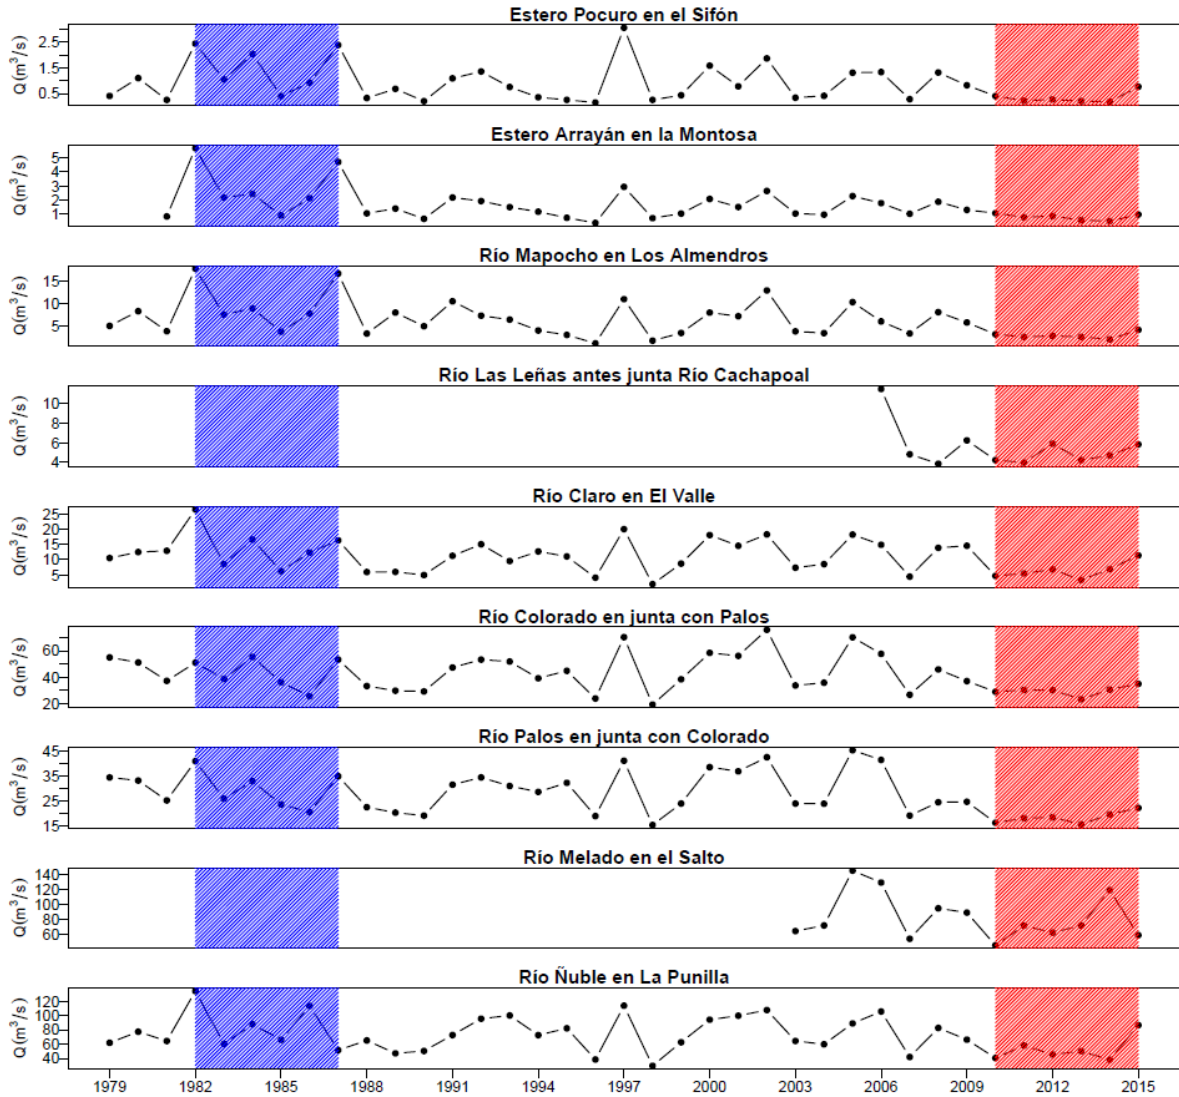 Estero Pocuro en el Sifón
Q(m³/s)
2.5
1.5
0.5
Estero Arrayán en la Montosa
Q(m³/s)
5
4
3
2
1
Río Mapocho en Los Almendros
Q(m³/s)
15
10
5
Río Las Leñas antes junta Río Cachapoal
Q(m³/s)
10
8
6
4
Río Claro en El Valle
Q(m³/s)
25
20
15
10
5
Río Colorado en junta con Palos
Q(m³/s)
60
40
20
Río Palos en junta con Colorado
Q(m³/s)
45
35
25
15
Río Melado en el Salto
Q(m³/s)
140
120
100
80
60
Río Ñuble en La Punilla
Q(m³/s)
120
100
80
60
40
1979 1982 1985 1988 1991 1994 1997 2000 2003 2006 2009 2012 2015